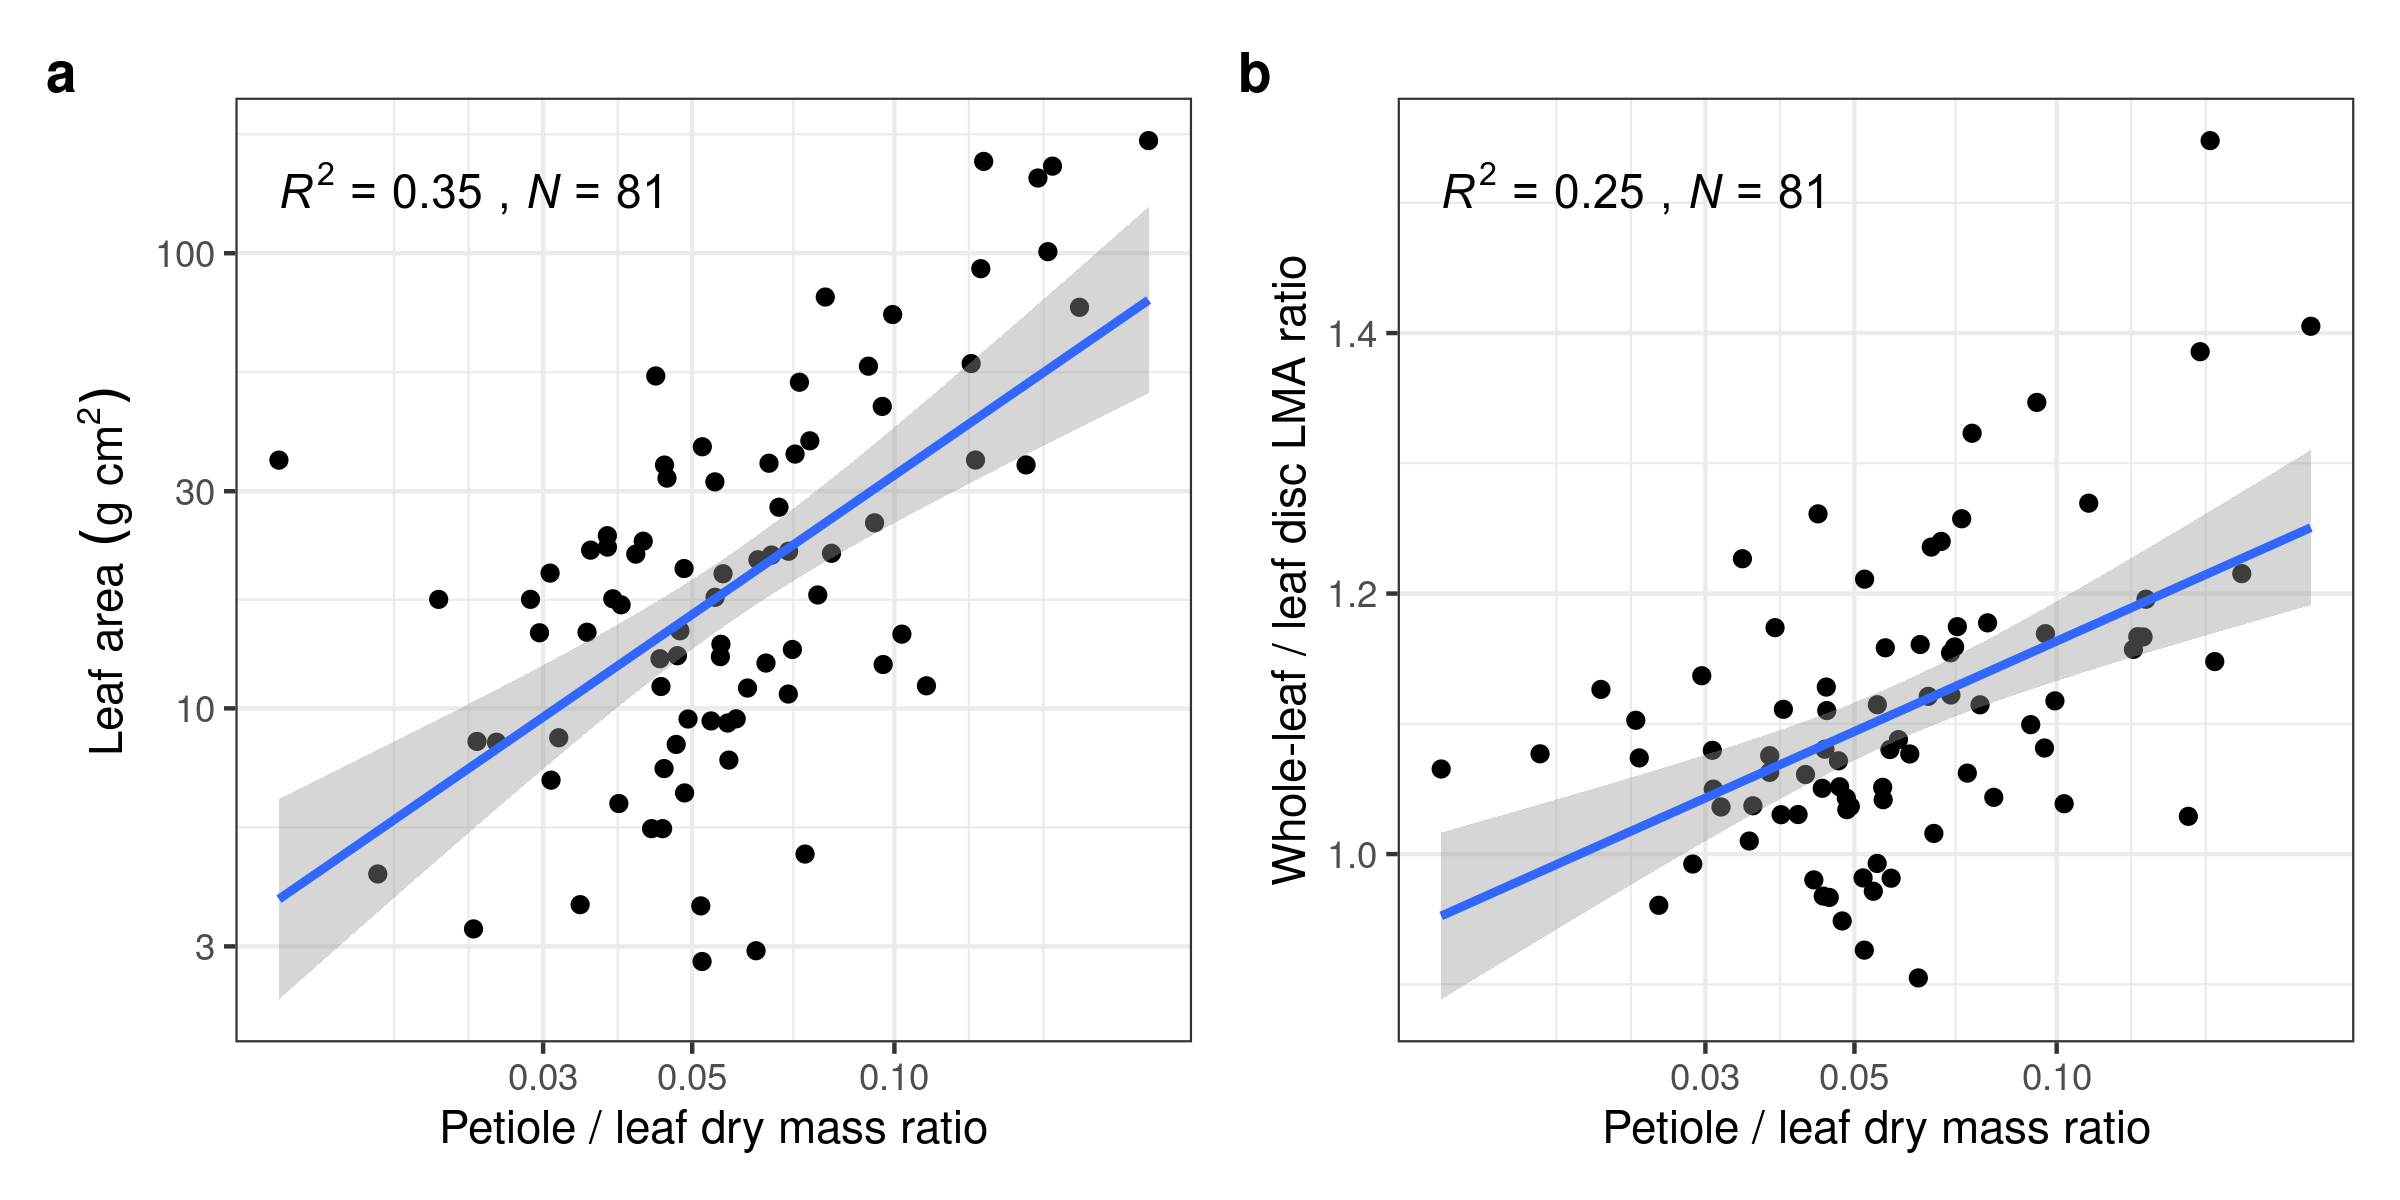 a
R² = 0.35 , N = 81
Leaf area (g cm²)
100
30
10
3
0.03 0.05 0.10
Petiole / leaf dry mass ratio
b
R² = 0.25 , N = 81
Whole-leaf / leaf disc LMA ratio
1.4
1.2
1.0
0.03 0.05 0.10
Petiole / leaf dry mass ratio